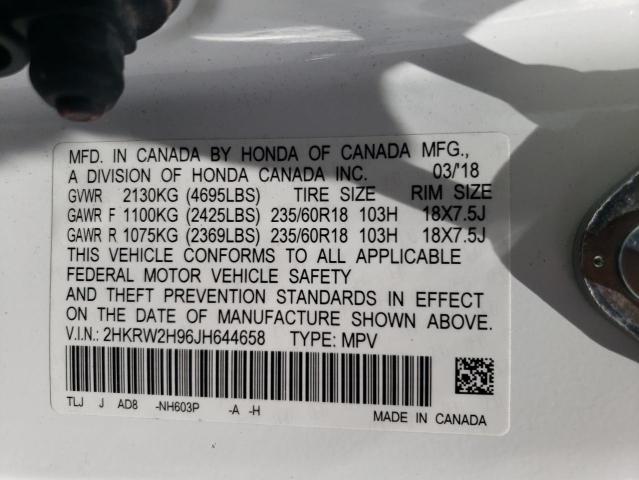 MFD. IN CANADA BY HONDA OF CANADA MFG.,
A DIVISION OF HONDA CANADA INC. 03/'18
GVWR 2130KG (4695LBS) TIRE SIZE RIM SIZE
GAWR F 1100KG (2425LBS) 235/60R18 103H 18X7.5J
GAWR R 1075KG (2369LBS) 235/60R18 103H 18X7.5J
THIS VEHICLE CONFORMS TO ALL APPLICABLE
FEDERAL MOTOR VEHICLE SAFETY
AND THEFT PREVENTION STANDARDS IN EFFECT
ON THE DATE OF MANUFACTURE SHOWN ABOVE.
V.I.N.: 2HKRW2H96JH644658 TYPE: MPV
TLJ J AD8 -NH603P -A -H
MADE IN CANADA